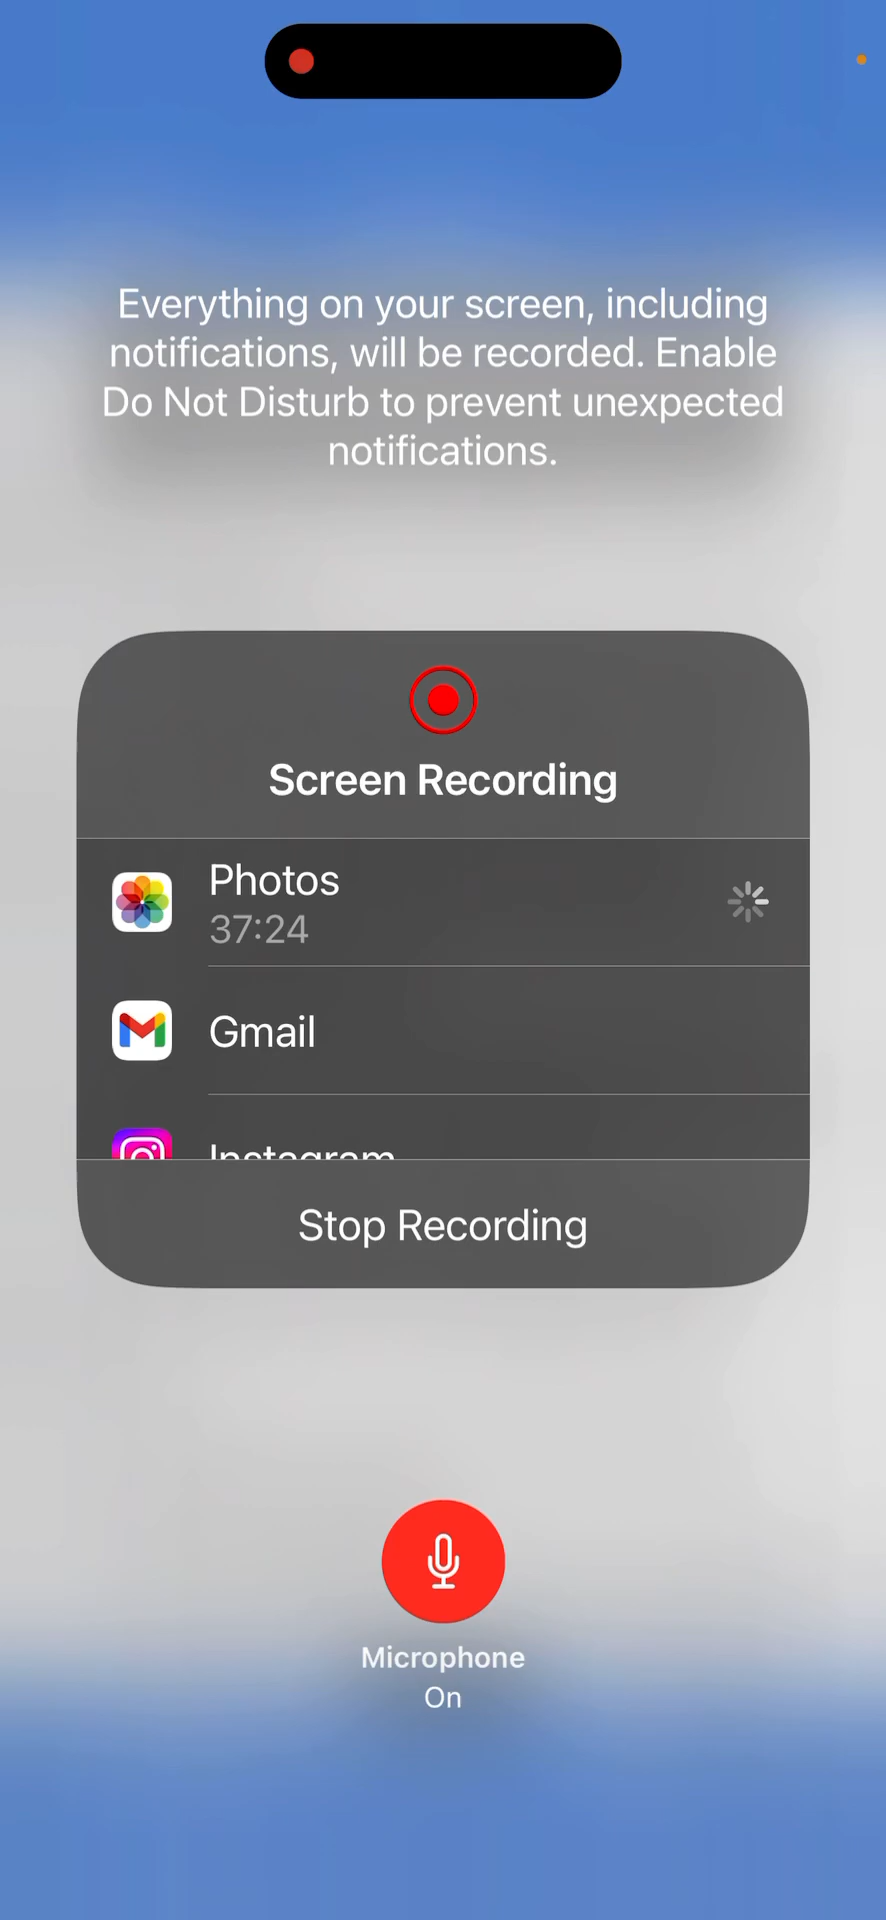 Everything on your screen, including
notifications, will be recorded. Enable
Do Not Disturb to prevent unexpected
notifications.
Screen Recording
Photos
37:24
Gmail
Instagram
Stop Recording
Microphone
On